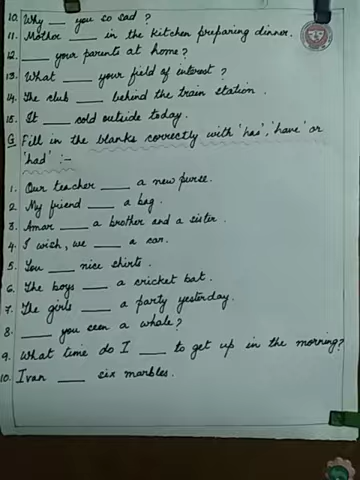 10. Why __ you so sad ?
11. Mother ___ in the kitchen preparing dinner.
12. ___ your parents at home?
13. What ___ your field of interest ?
14. The club ___ behind the train station.
15. It ___ cold outside today.
G Fill in the blanks correctly with 'has', 'have' or
'had' :-
1. Our teacher ___ a new purse.
2. My friend ___ a bag.
3. Amar ___ a brother and a sister.
4. I wish, we ___ a car.
5. You ___ nice shirts.
6. The boys ___ a cricket bat.
7. The girls ___ a party yesterday.
8. ___ you seen a whale?
9. What time do I ___ to get up in the morning?
10. Ivan ___ six marbles.